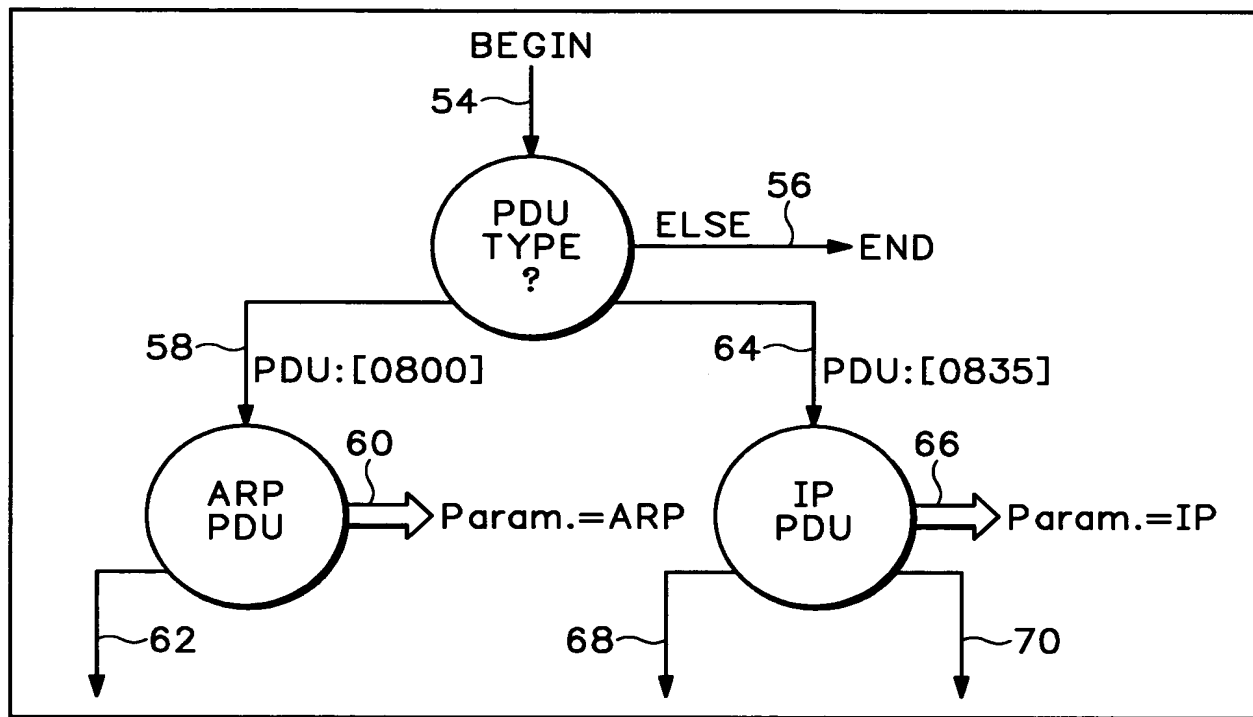 BEGIN
54
PDU
TYPE
?
ELSE
56
END
58
PDU:[0800]
64
PDU:[0835]
ARP
PDU
60
Param.=ARP
IP
PDU
66
Param.=IP
62
68
70